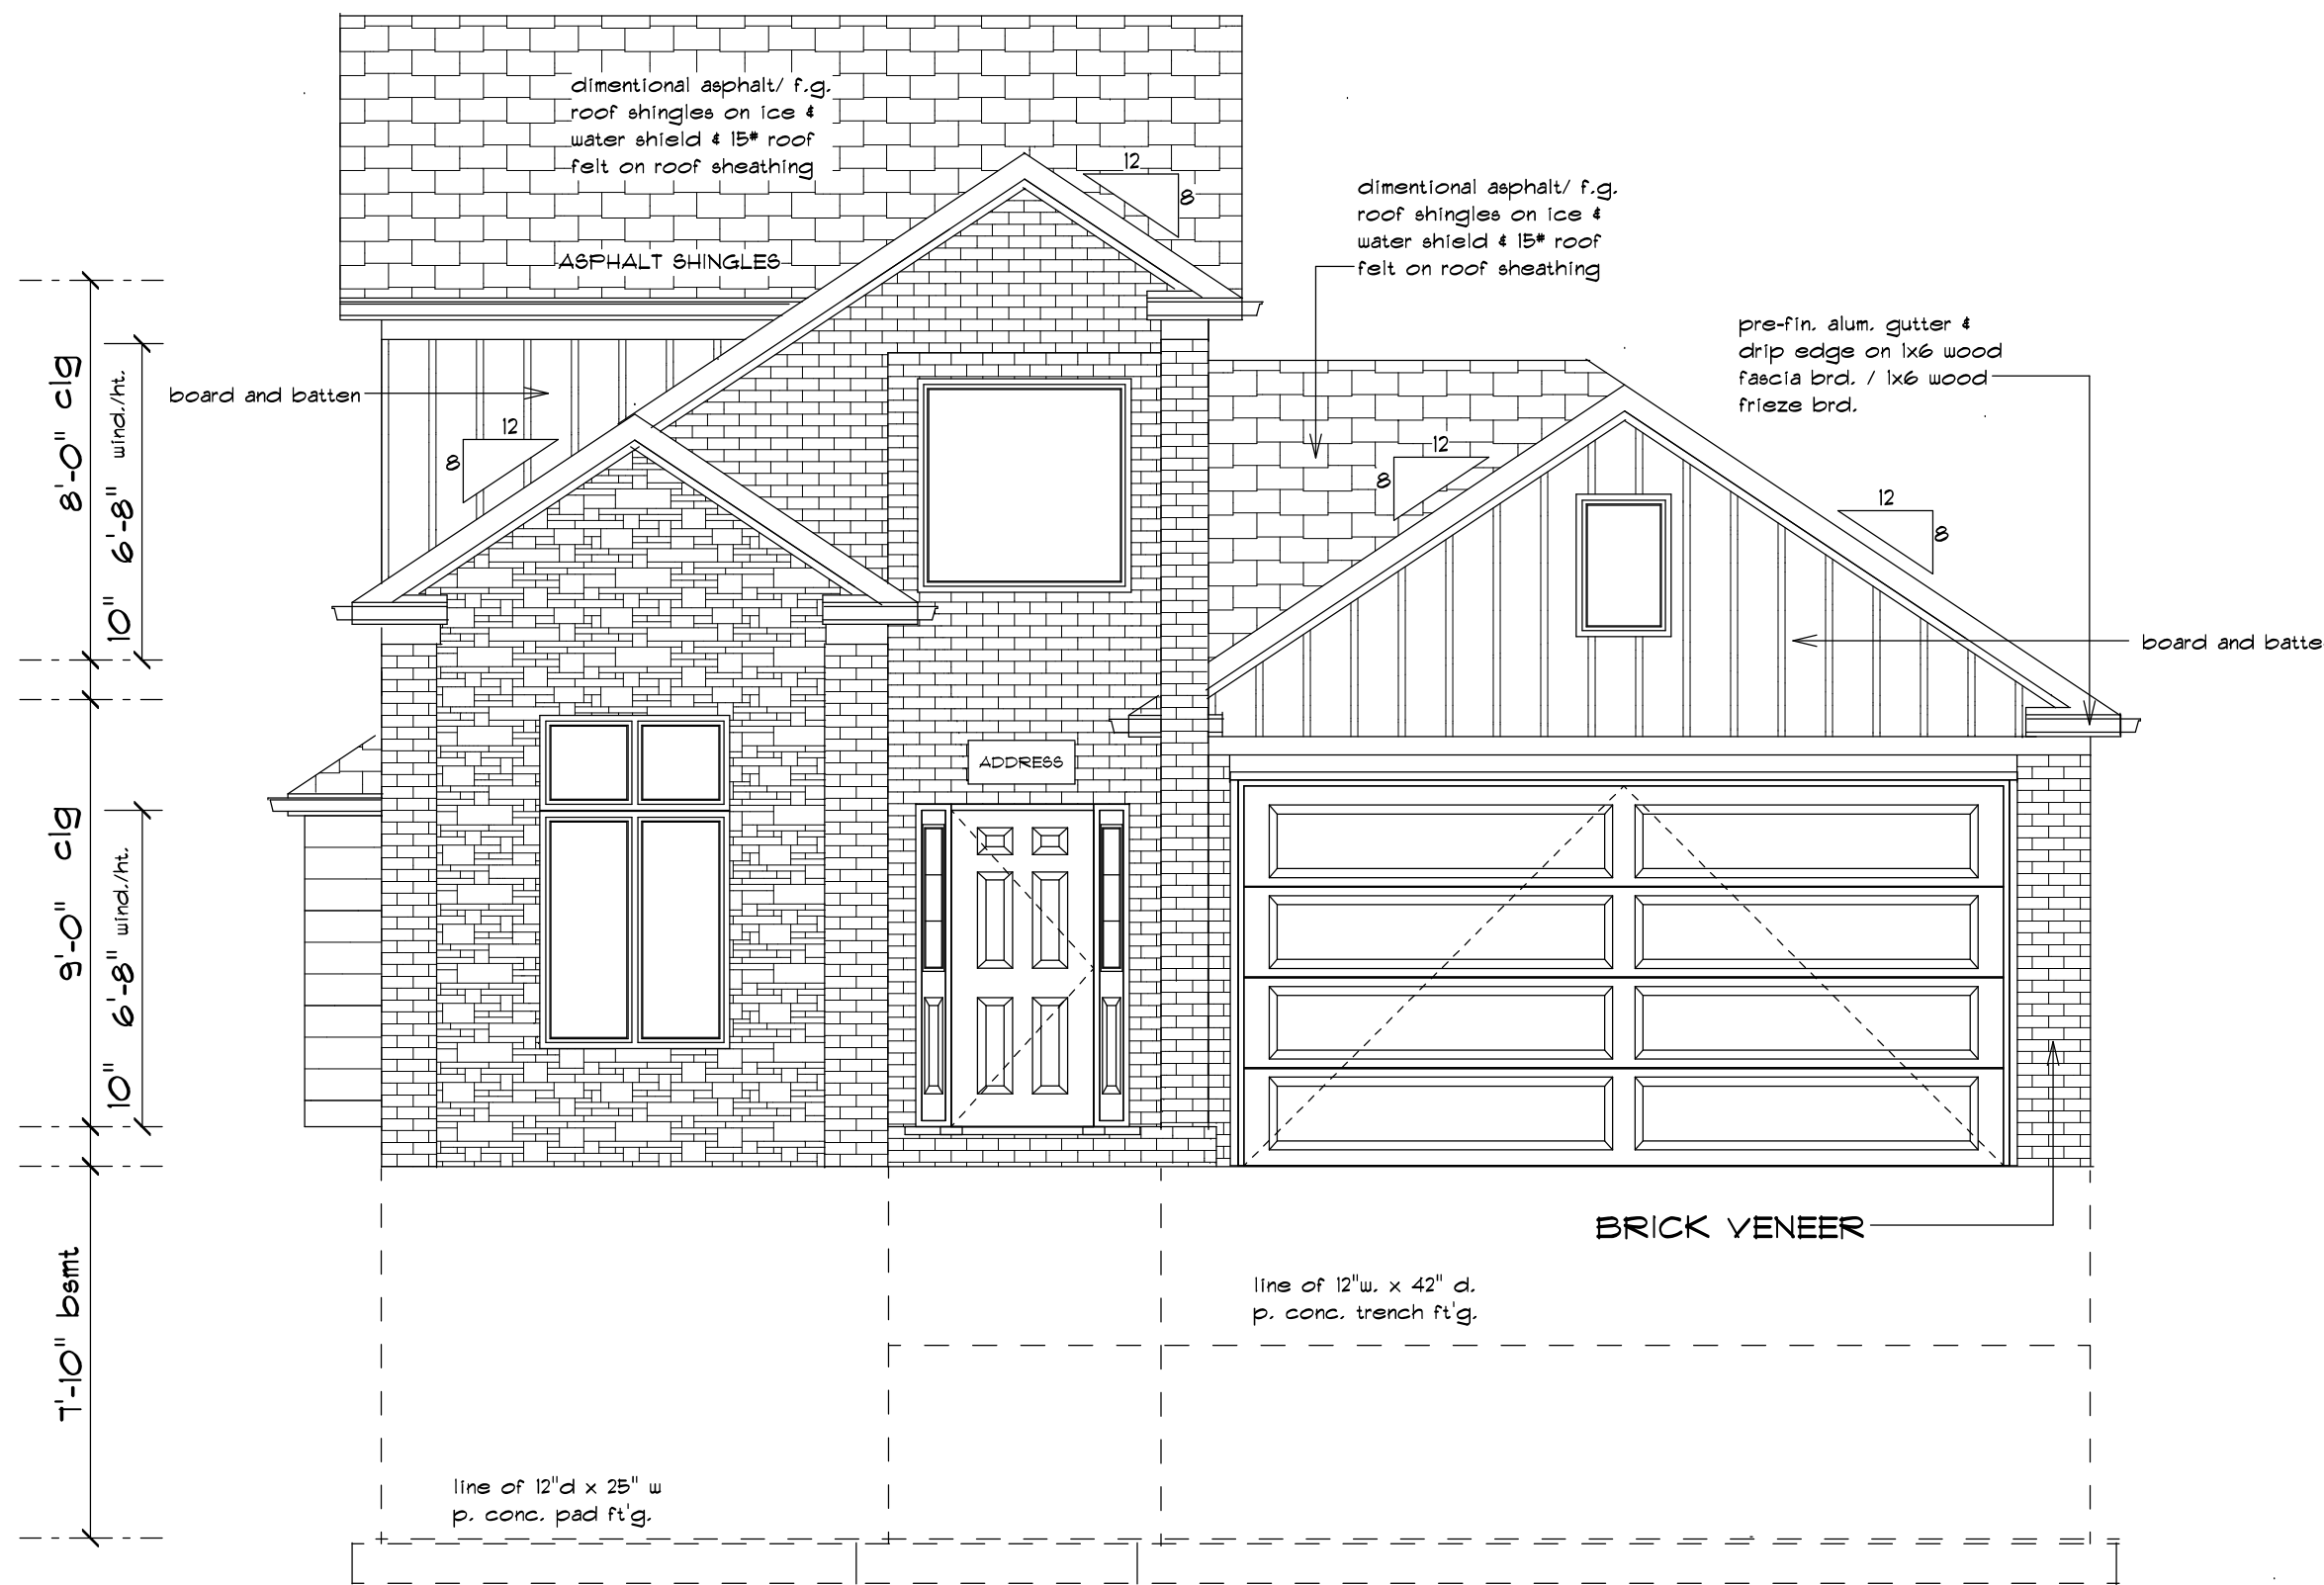 dimentional asphalt/ f.g.
roof shingles on ice &
water shield & 15# roof
felt on roof sheathing
ASPHALT SHINGLES
12
8
dimentional asphalt/ f.g.
roof shingles on ice &
water shield & 15# roof
felt on roof sheathing
pre-fin. alum. gutter &
drip edge on 1x6 wood
fascia brd. / 1x6 wood
frieze brd.
8'-0" clg
6'-8" wind./ht.
10"
board and batten
12
8
12
8
12
8
board and batte
ADDRESS
9'-0" clg
6'-8" wind./ht.
10"
BRICK VENEER
7'-10" bsmt
line of 12"w. x 42" d.
p. conc. trench ft'g.
line of 12"d x 25" w
p. conc. pad ft'g.